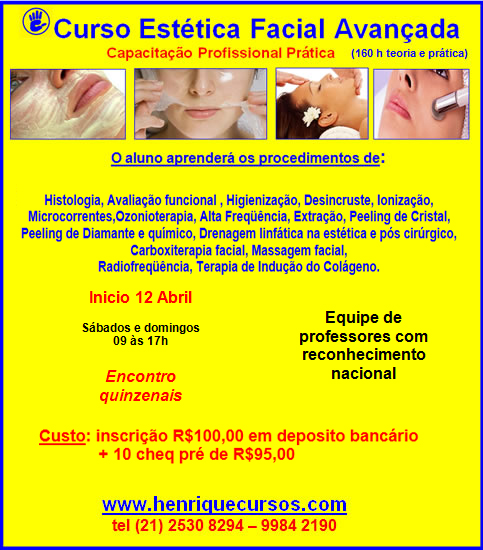 Curso Estética Facial Avançada
Capacitação Profissional Prática (160 h teoria e prática)
O aluno aprenderá os procedimentos de:
Histologia, Avaliação funcional , Higienização, Desincruste, Ionização,
Microcorrentes,Ozonioterapia, Alta Freqüência, Extração, Peeling de Cristal,
Peeling de Diamante e químico, Drenagem linfática na estética e pós cirúrgico,
Carboxiterapia facial, Massagem facial,
Radiofreqüência, Terapia de Indução do Colágeno.
Inicio 12 Abril
Sábados e domingos
09 às 17h
Encontro
quinzenais
Equipe de
professores com
reconhecimento
nacional
Custo: inscrição R$100,00 em deposito bancário
+ 10 cheq pré de R$95,00
www.henriquecursos.com
tel (21) 2530 8294 – 9984 2190